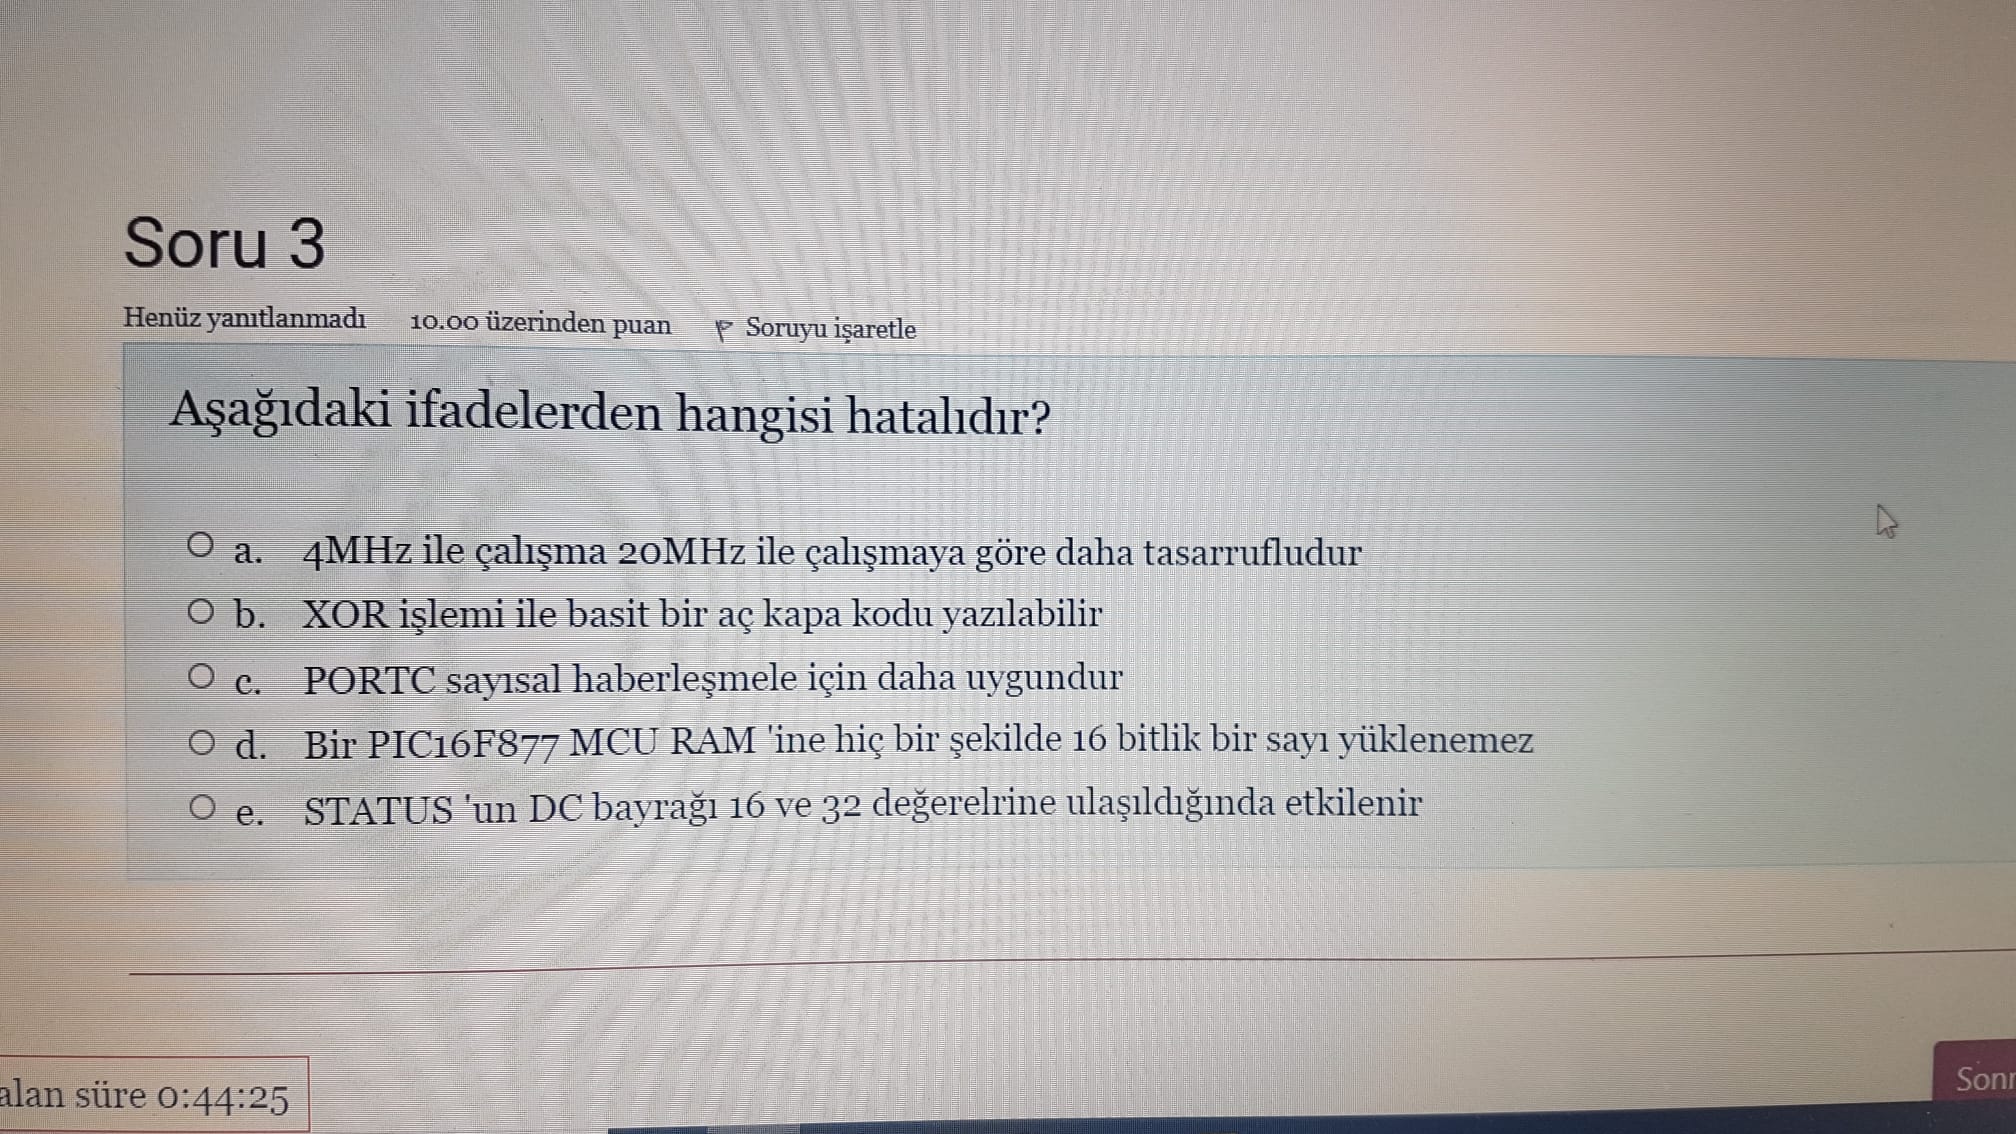 Soru 3
Henüz yanıtlanmadı 10.00 üzerinden puan Soruyu işaretle
Aşağıdaki ifadelerden hangisi hatalıdır?
a. 4MHz ile çalışma 20MHz ile çalışmaya göre daha tasarrufludur
b. XOR işlemi ile basit bir aç kapa kodu yazılabilir
c. PORTC sayısal haberleşmele için daha uygundur
d. Bir PIC16F877 MCU RAM 'ine hiç bir şekilde 16 bitlik bir sayı yüklenemez
e. STATUS 'un DC bayrağı 16 ve 32 değerelrine ulaşıldığında etkilenir
alan süre 0:44:25
Sonr